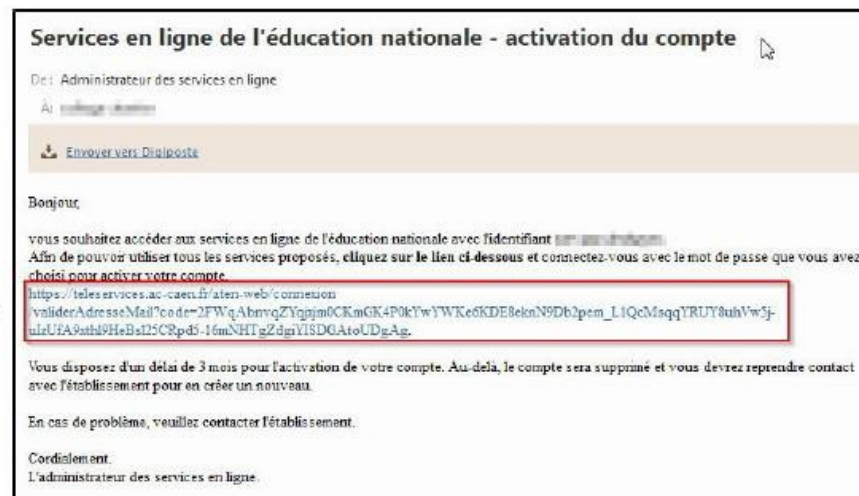 Services en ligne de l'éducation nationale - activation du compte
De : Administrateur des services en ligne
À :
Envoyer vers Digiposte
Bonjour,
vous souhaitez accéder aux services en ligne de l'éducation nationale avec l'identifiant
Afin de pouvoir utiliser tous les services proposés, cliquez sur le lien ci-dessous et connectez-vous avec le mot de passe que vous avez
choisi pour activer votre compte.
https://teleservices.ac-caen.fr/aten-web/connexion
Vous disposez d'un délai de 3 mois pour l'activation de votre compte. Au-delà, le compte sera supprimé et vous devrez reprendre contact
avec l'établissement pour en créer un nouveau.
En cas de problème, veuillez contacter l'établissement.
Cordialement.
L'administrateur des services en ligne.